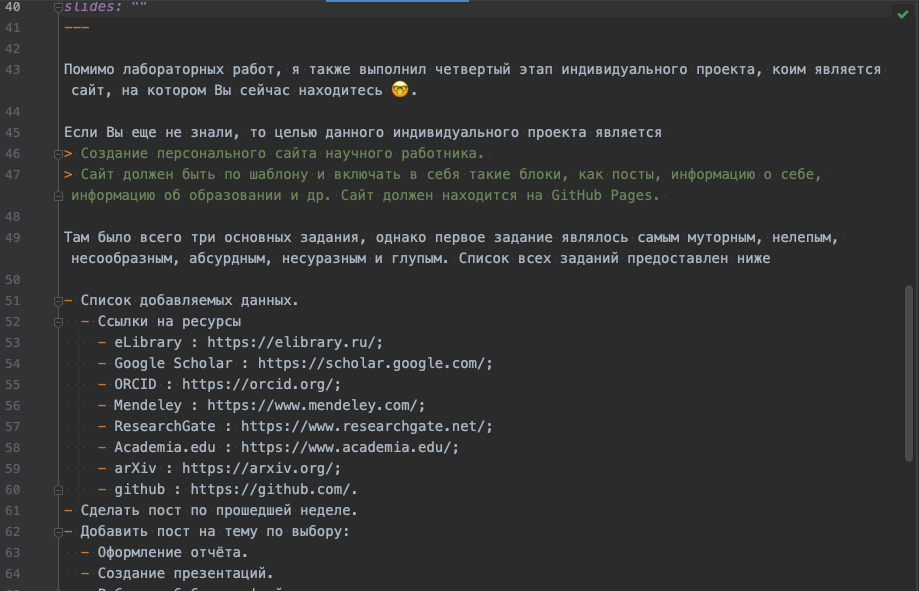 40 slides: ""
41 ---
42
43 Помимо лабораторных работ, я также выполнил четвертый этап индивидуального проекта, коим является
сайт, на котором Вы сейчас находитесь 🤓.
44
45 Если Вы еще не знали, то целью данного индивидуального проекта является
46 > Создание персонального сайта научного работника.
47 > Сайт должен быть по шаблону и включать в себя такие блоки, как посты, информацию о себе,
информацию об образовании и др. Сайт должен находится на GitHub Pages.
48
49 Там было всего три основных задания, однако первое задание являлось самым муторным, нелепым,
несообразным, абсурдным, несуразным и глупым. Список всех заданий предоставлен ниже
50
51 - Список добавляемых данных.
52 - Ссылки на ресурсы
53 - eLibrary : https://elibrary.ru/;
54 - Google Scholar : https://scholar.google.com/;
55 - ORCID : https://orcid.org/;
56 - Mendeley : https://www.mendeley.com/;
57 - ResearchGate : https://www.researchgate.net/;
58 - Academia.edu : https://www.academia.edu/;
59 - arXiv : https://arxiv.org/;
60 - github : https://github.com/.
61 - Сделать пост по прошедшей неделе.
62 - Добавить пост на тему по выбору:
63 - Оформление отчёта.
64 - Создание презентаций.